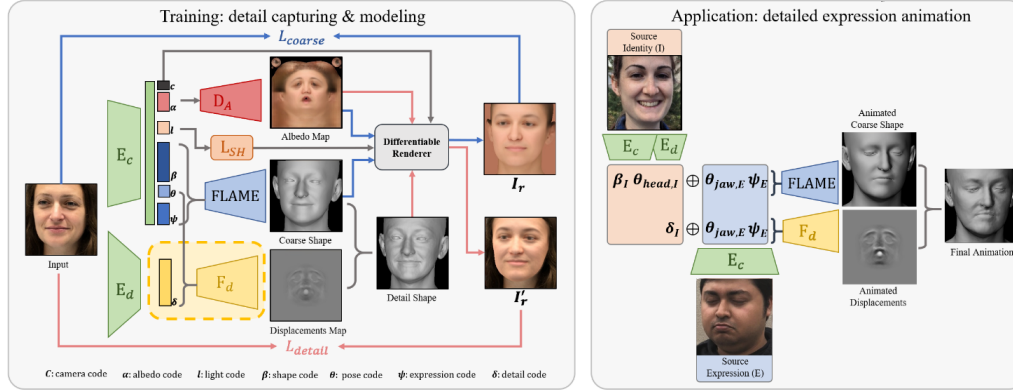 Training: detail capturing & modeling
L_coarse
c
α
l
β
θ
ψ
E_c
D_A
Albedo Map
L_SH
Differentiable
Renderer
I_r
FLAME
Coarse Shape
Input
E_d
δ
F_d
Displacements Map
Detail Shape
I'_r
L_detail
C: camera code α: albedo code l: light code β: shape code θ: pose code ψ: expression code δ: detail code
Application: detailed expression animation
Source
Identity (I)
E_c E_d
Animated
Coarse Shape
β_I θ_head,I ⊕ θ_jaw,E ψ_E
FLAME
δ_I ⊕ θ_jaw,E ψ_E
F_d
Final Animation
E_c
Animated
Displacements
Source
Expression (E)